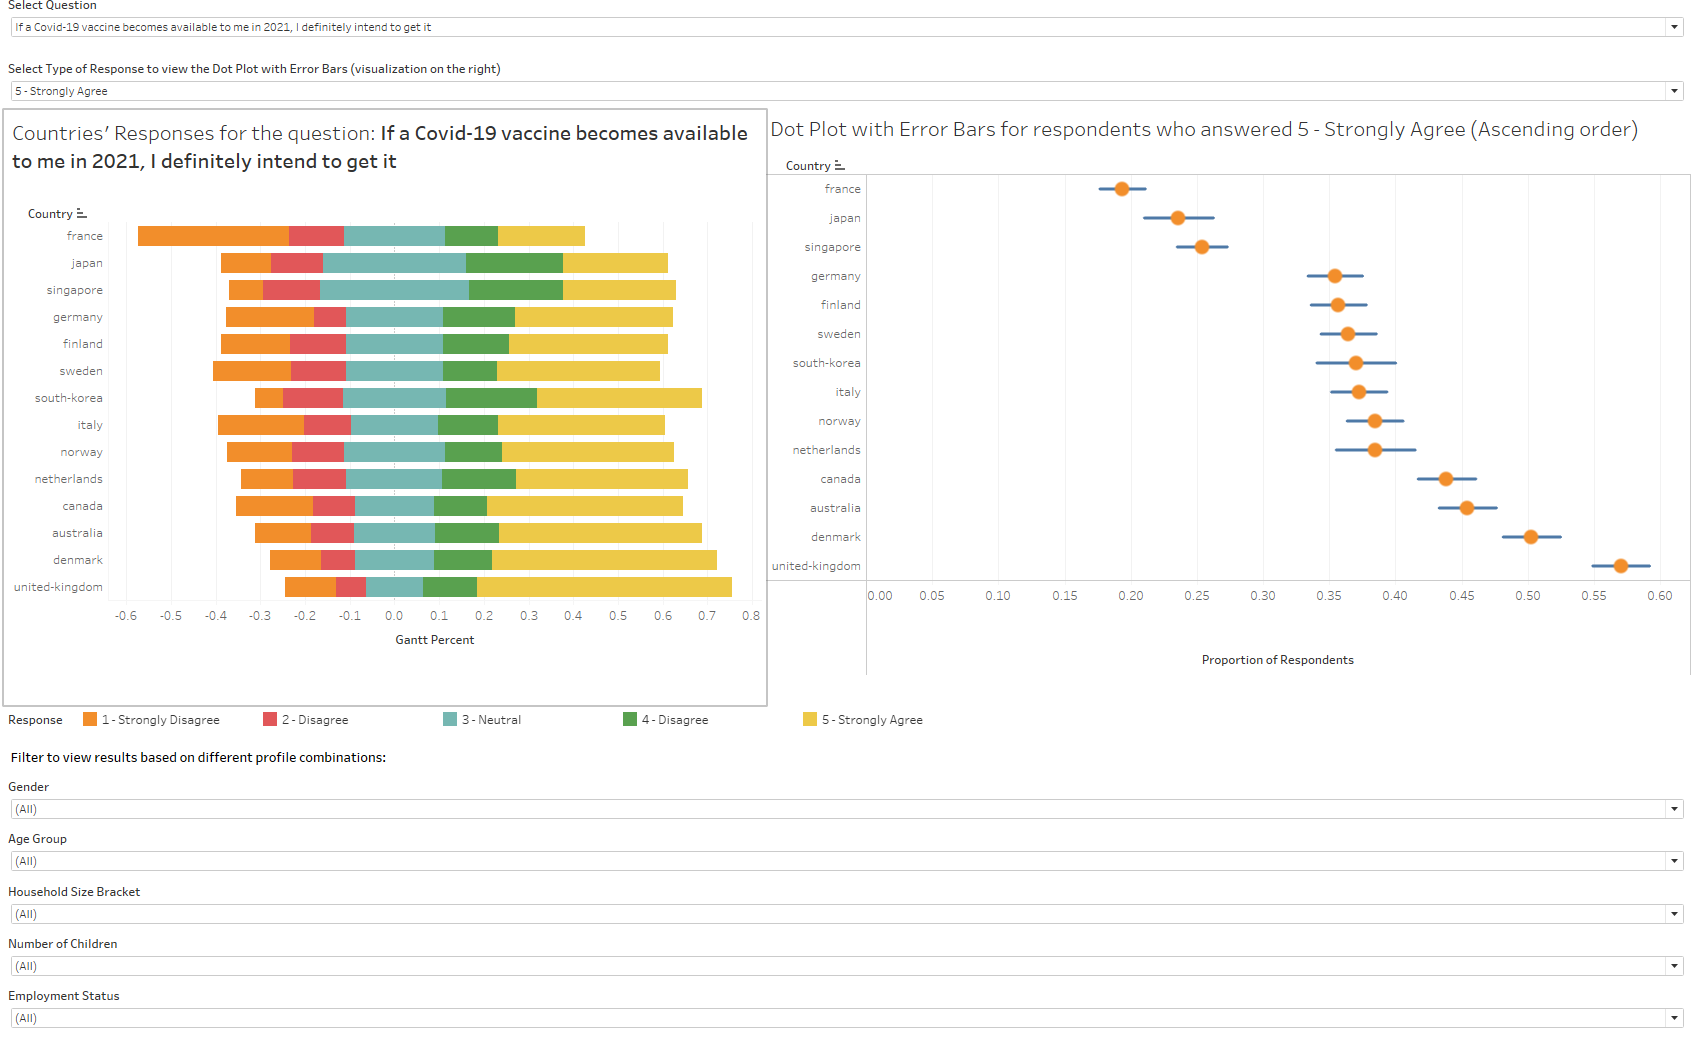 Select Question
If a Covid-19 vaccine becomes available to me in 2021, I definitely intend to get it
Select Type of Response to view the Dot Plot with Error Bars (visualization on the right)
5 - Strongly Agree
Countries' Responses for the question: If a Covid-19 vaccine becomes available
to me in 2021, I definitely intend to get it
Country
france
japan
singapore
germany
finland
sweden
south-korea
italy
norway
netherlands
canada
australia
denmark
united-kingdom
-0.6 -0.5 -0.4 -0.3 -0.2 -0.1 0.0 0.1 0.2 0.3 0.4 0.5 0.6 0.7 0.8
Gantt Percent
Dot Plot with Error Bars for respondents who answered 5 - Strongly Agree (Ascending order)
Country
france
japan
singapore
germany
finland
sweden
south-korea
italy
norway
netherlands
canada
australia
denmark
united-kingdom
0.00 0.05 0.10 0.15 0.20 0.25 0.30 0.35 0.40 0.45 0.50 0.55 0.60
Proportion of Respondents
Response 1 - Strongly Disagree 2 - Disagree 3 - Neutral 4 - Disagree 5 - Strongly Agree
Filter to view results based on different profile combinations:
Gender
(All)
Age Group
(All)
Household Size Bracket
(All)
Number of Children
(All)
Employment Status
(All)